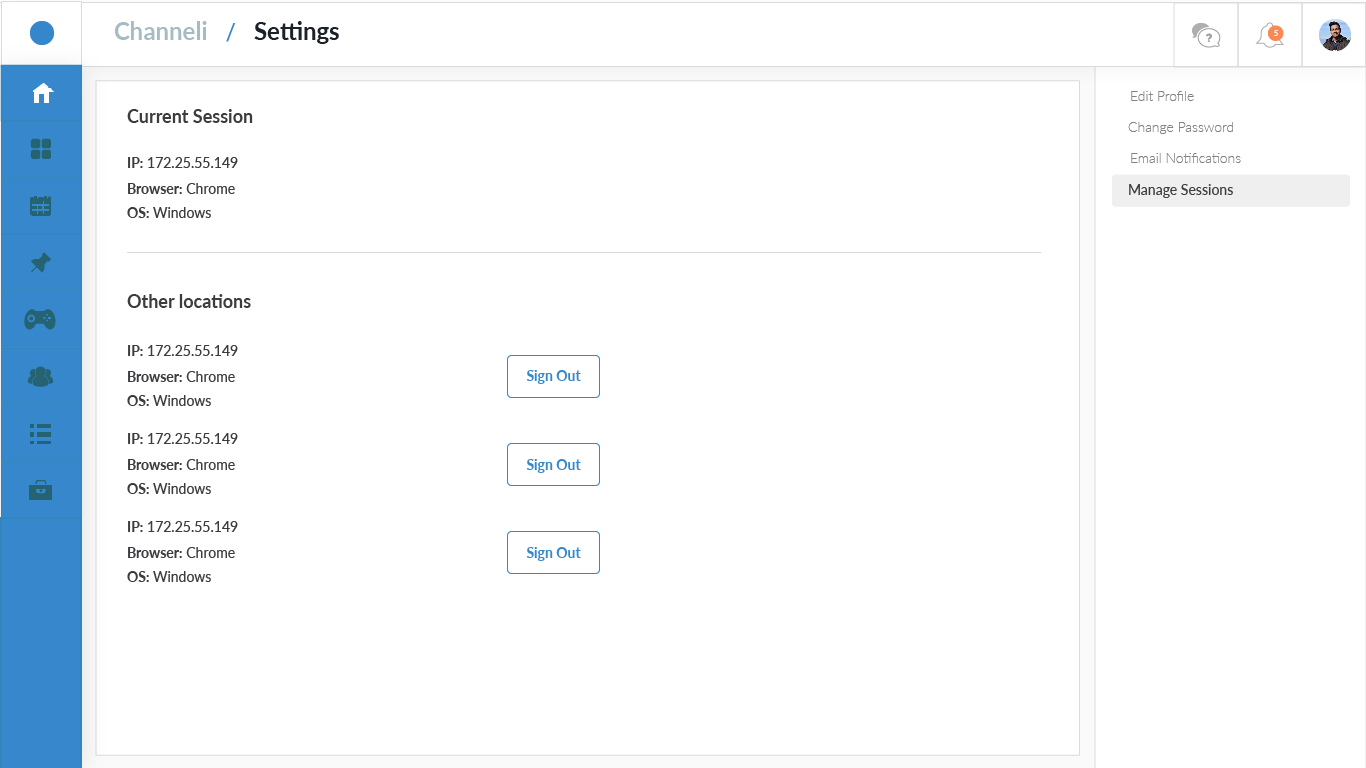 Channeli / Settings
?
5
Current Session
IP: 172.25.55.149
Browser: Chrome
OS: Windows
Other locations
IP: 172.25.55.149
Browser: Chrome
OS: Windows
Sign Out
IP: 172.25.55.149
Browser: Chrome
OS: Windows
Sign Out
IP: 172.25.55.149
Browser: Chrome
OS: Windows
Sign Out
Edit Profile
Change Password
Email Notifications
Manage Sessions